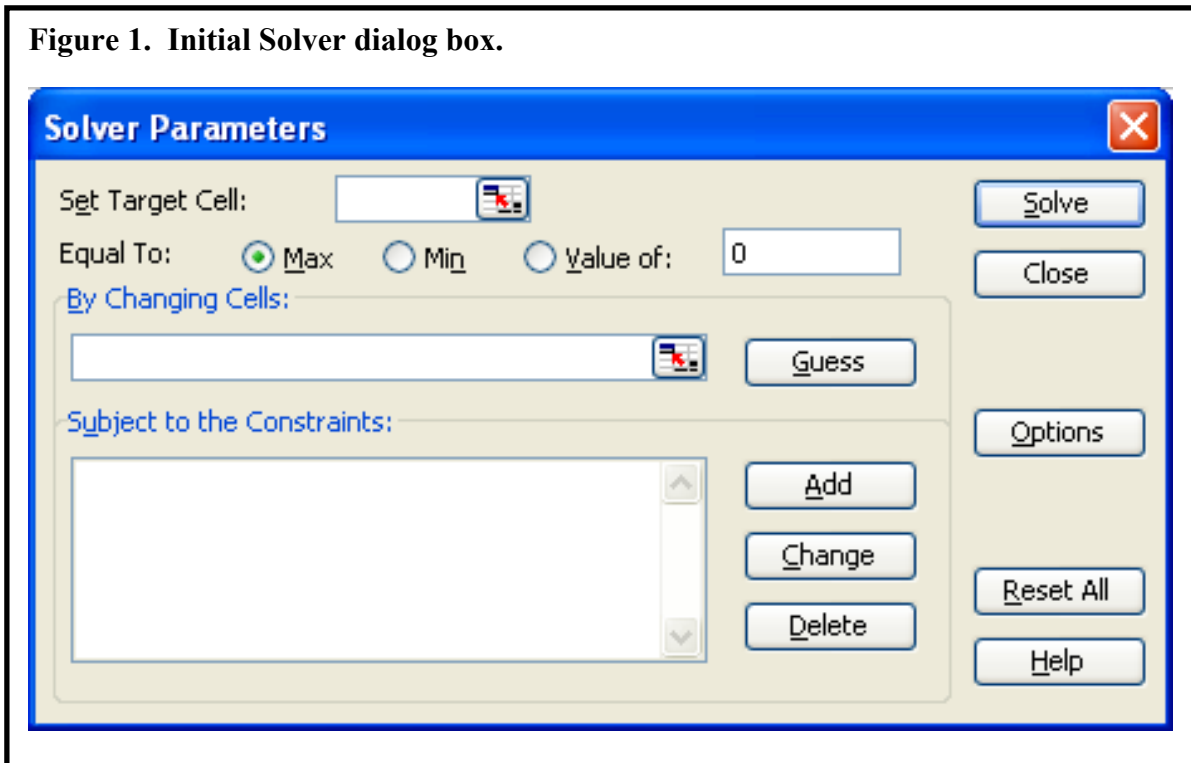 Figure 1. Initial Solver dialog box.
Solver Parameters
Set Target Cell:
Solve
Equal To: Max Min Value of: 0
Close
By Changing Cells:
Guess
Subject to the Constraints:
Options
Add
Change
Reset All
Delete
Help